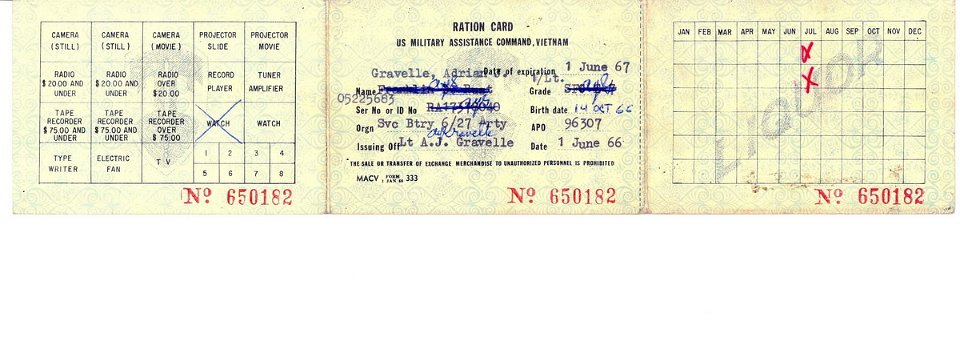 CAMERA (STILL) CAMERA (STILL) CAMERA (MOVIE) PROJECTOR SLIDE PROJECTOR MOVIE
RADIO $20.00 AND UNDER RADIO $20.00 AND UNDER RADIO OVER $20.00 RECORD PLAYER TUNER AMPLIFIER
TAPE RECORDER $75.00 AND UNDER TAPE RECORDER $75.00 AND UNDER TAPE RECORDER OVER $75.00 WATCH WATCH
TYPE WRITER ELECTRIC FAN TV 1 2 3 4
5 6 7 8
Nº 650182
RATION CARD
US MILITARY ASSISTANCE COMMAND, VIETNAM
Gravelle, Adrian Date of expiration 1 June 67
Name Grade 1/Lt.
05225683
Ser No or ID No Birth date 14 OCT 66
Orgn Svc Btry 6/27 Arty APO 96307
AJGravelle
Issuing Off Lt A.J. Gravelle Date 1 June 66
THE SALE OR TRANSFER OF EXCHANGE MERCHANDISE TO UNAUTHORIZED PERSONNEL IS PROHIBITED
MACV FORM 1 JAN 66 333
Nº 650182
JAN FEB MAR APR MAY JUN JUL AUG SEP OCT NOV DEC
X
X
LIQUOR
Nº 650182